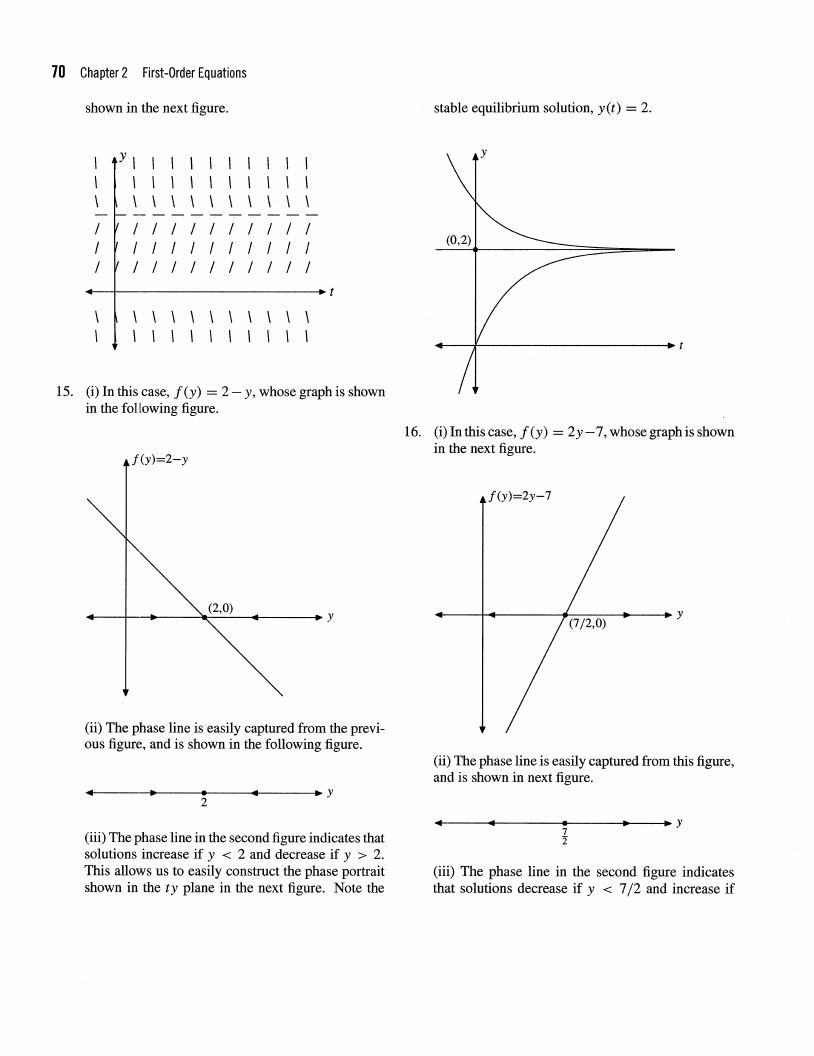 70 Chapter 2 First-Order Equations
shown in the next figure.
y
t
15. (i) In this case, f(y) = 2 − y, whose graph is shown
in the following figure.
f(y)=2−y
(2,0)
y
(ii) The phase line is easily captured from the previ-
ous figure, and is shown in the following figure.
y
2
(iii) The phase line in the second figure indicates that
solutions increase if y < 2 and decrease if y > 2.
This allows us to easily construct the phase portrait
shown in the ty plane in the next figure. Note the
stable equilibrium solution, y(t) = 2.
y
(0,2)
t
16. (i) In this case, f(y) = 2y−7, whose graph is shown
in the next figure.
f(y)=2y−7
y
(7/2,0)
(ii) The phase line is easily captured from this figure,
and is shown in next figure.
y
7
2
(iii) The phase line in the second figure indicates
that solutions decrease if y < 7/2 and increase if